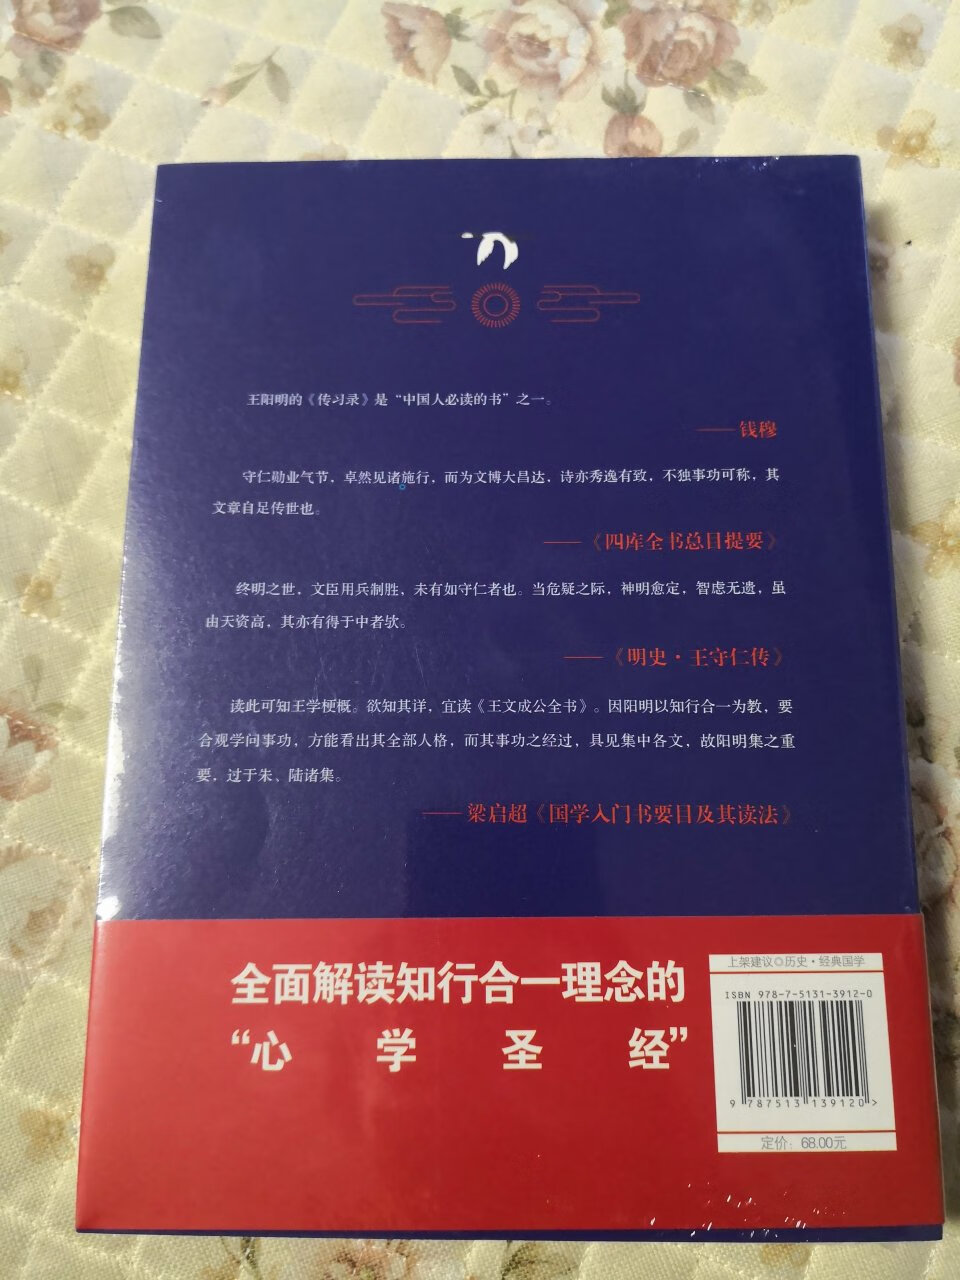 王阳明的《传习录》是“中国人必读的书”之一。
——钱穆
守仁勋业气节，卓然见诸施行，而为文博大昌达，诗亦秀逸有致，不独事功可称，其
文章自足传世也。
——《四库全书总目提要》
终明之世，文臣用兵制胜，未有如守仁者也。当危疑之际，神明愈定，智虑无遗，虽
由天资高，其亦有得于中者欤。
——《明史·王守仁传》
读此可知王学梗概。欲知其详，宜读《王文成公全书》。因阳明以知行合一为教，要
合观学问事功，方能看出其全部人格，而其事功之经过，具见集中各文，故阳明集之重
要，过于朱、陆诸集。
——梁启超《国学入门书要目及其读法》
全面解读知行合一理念的
“心学圣经”
上架建议◎历史·经典国学
ISBN 978-7-5131-3912-0
9 787513 139120 >
定价：68.00元